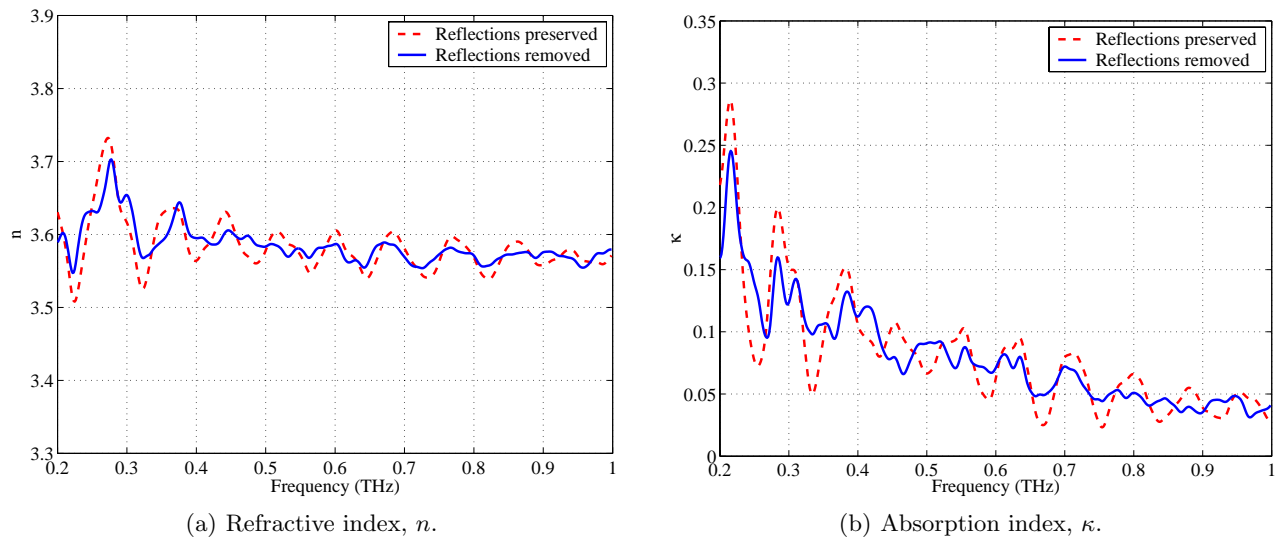 3.9
3.8
3.7
3.6
3.5
3.4
3.3
n
0.2 0.3 0.4 0.5 0.6 0.7 0.8 0.9 1
Frequency (THz)
Reflections preserved
Reflections removed
(a) Refractive index, n.
0.35
0.3
0.25
0.2
0.15
0.1
0.05
0
κ
0.2 0.3 0.4 0.5 0.6 0.7 0.8 0.9 1
Frequency (THz)
Reflections preserved
Reflections removed
(b) Absorption index, κ.